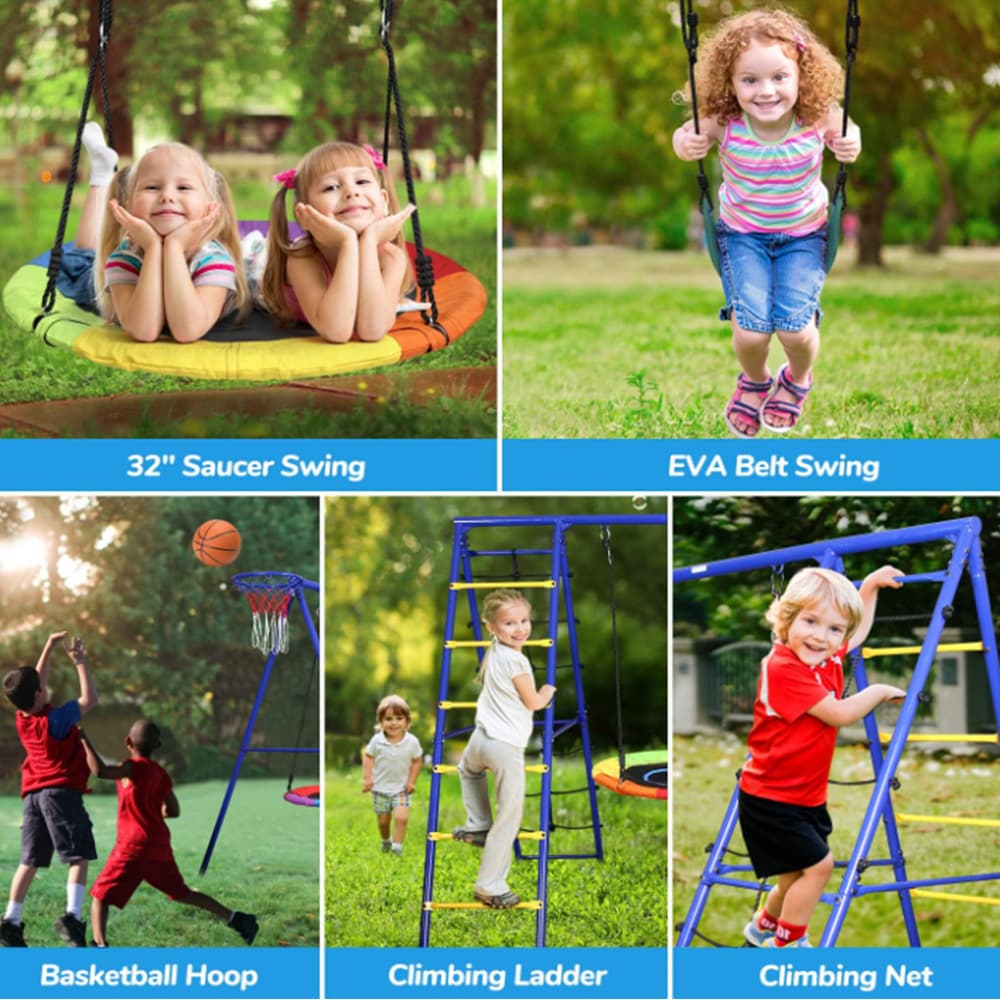 32" Saucer Swing
EVA Belt Swing
Basketball Hoop
Climbing Ladder
Climbing Net